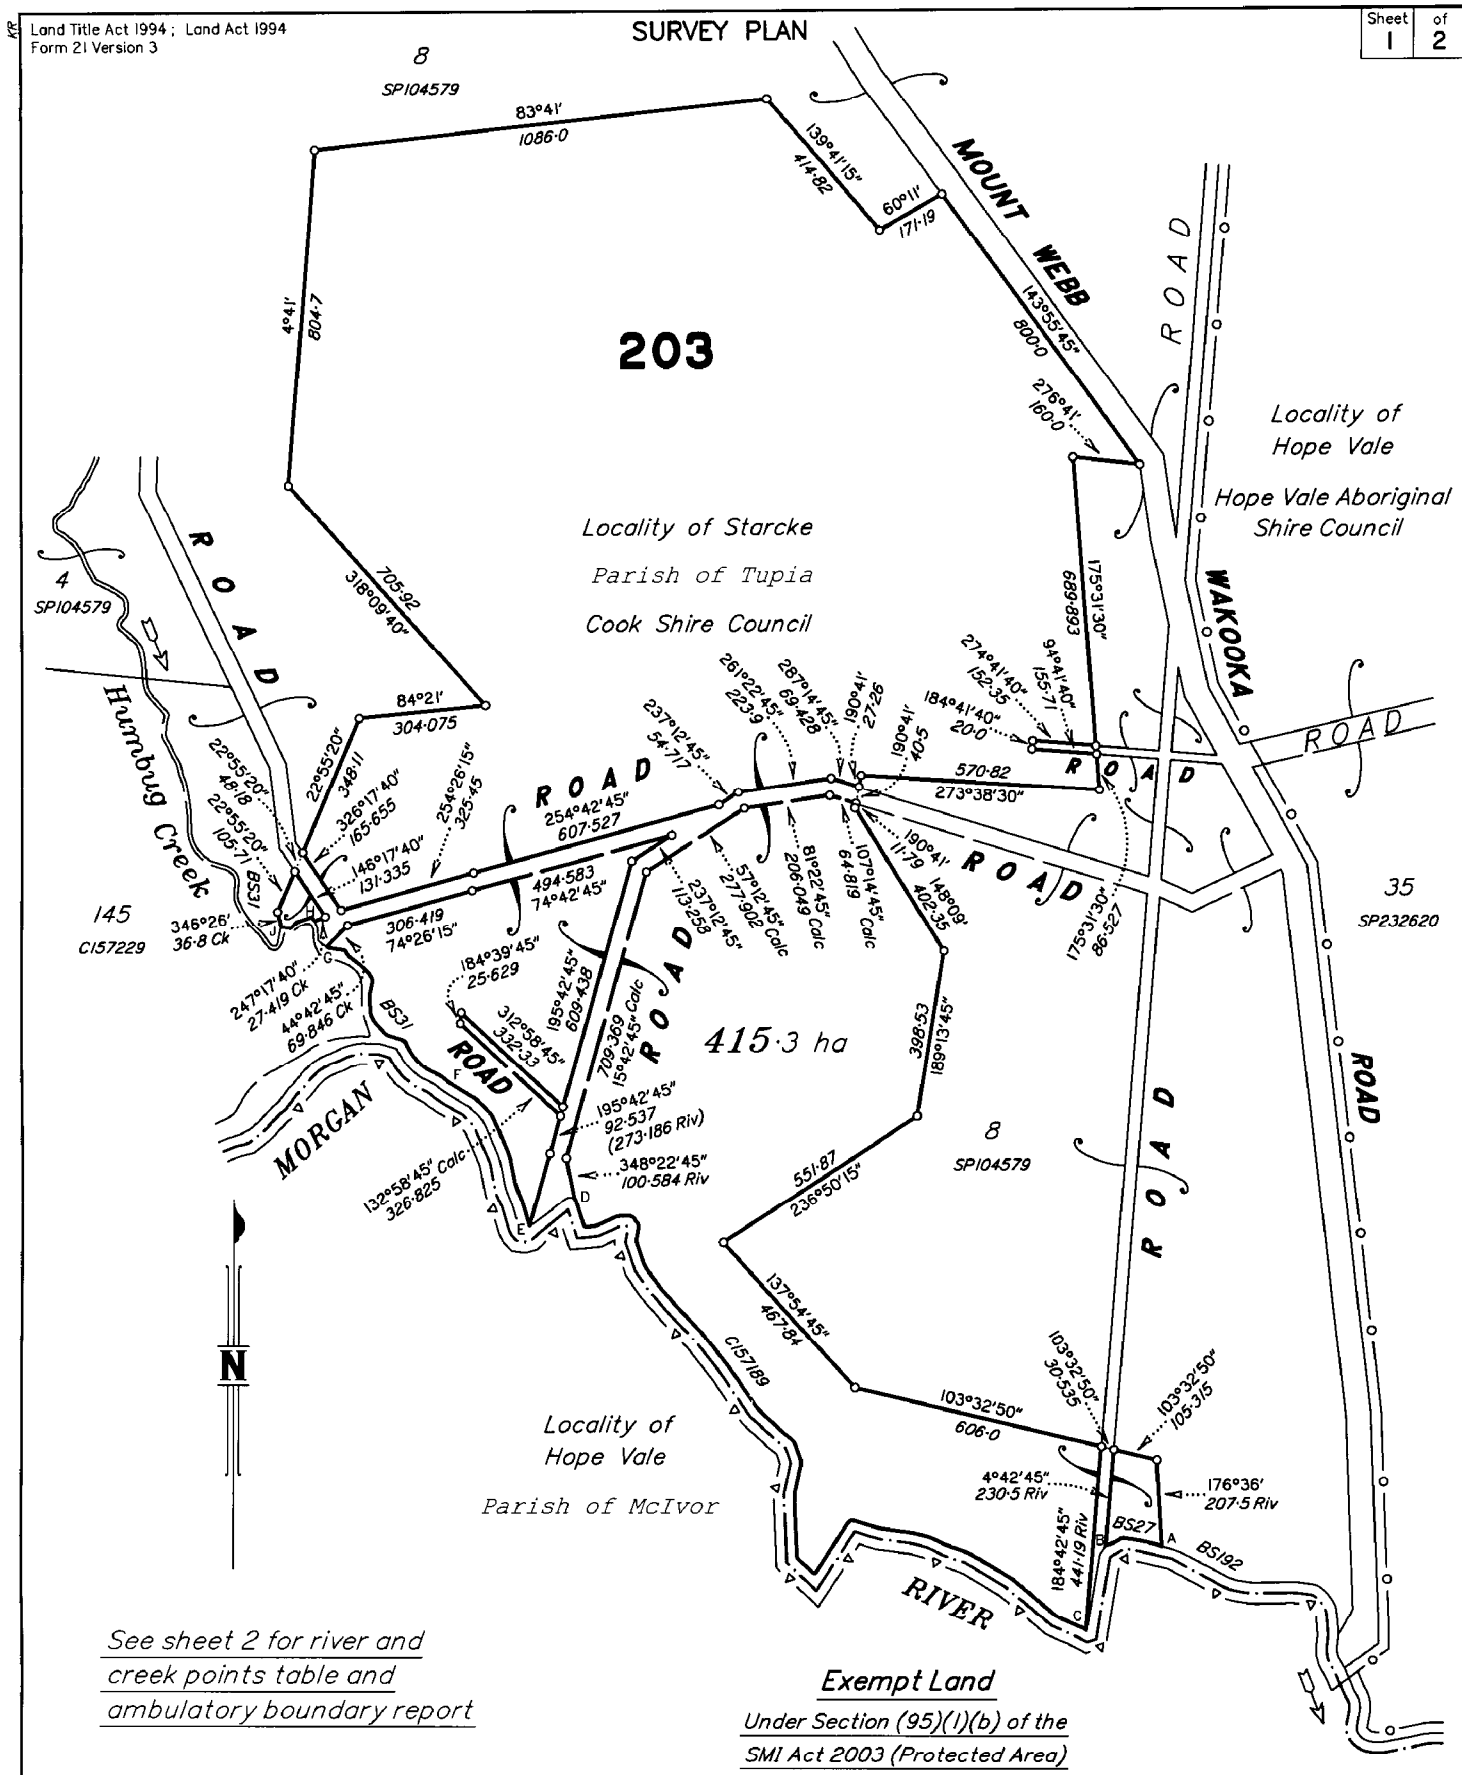 KR
Land Title Act 1994 ; Land Act 1994
Form 21 Version 3
SURVEY PLAN
Sheet of
1 2
8
SP104579
83°41'
1086·0
139°41'15"
414·82
60°11'
171·19
MOUNT WEBB
143°55'45"
800·0
ROAD
4°41'
804·7
203
276°41'
160·0
Locality of
Hope Vale
Hope Vale Aboriginal
Shire Council
Locality of Starcke
Parish of Tupia
Cook Shire Council
ROAD
4
SP104579
705·92
318°09'40"
175°31'30"
689·893
WAKOOKA
Humbug Creek
84°21'
304·075
22°55'20"
348·11
22°55'20"
48·18
22°55'20"
105·71
326°17'40"
165·655
146°17'40"
131·335
254°26'15"
325·45
237°12'45"
54·717
261°22'45"
223·9
287°14'45"
69·428
190°41'
27·26
190°41'
40·5
184°41'40"
20·0
274°41'40"
152·35
94°41'40"
155·71
ROAD
ROAD
ROAD
254°42'45"
607·527
570·82
273°38'30"
494·583
74°42'45"
306·419
74°26'15"
237°12'45"
113·258
57°12'45"
277·902 Calc
81°22'45"
206·049 Calc
107°14'45"
64·819 Calc
190°41'
11·79
148°09'
402·35
ROAD
175°31'30"
86·527
35
SP232620
145
C157229
BS31
H
J
346°26'
36·8 Ck
G
247°17'40"
27·419 Ck
44°42'45"
69·846 Ck
BS31
184°39'45"
25·629
312°58'45"
332·33
ROAD
132°58'45"
326·825 Calc
195°42'45"
609·438
709·369
15°42'45" Calc
ROAD
415·3 ha
398·53
189°13'45"
195°42'45"
92·537
(273·186 Riv)
348°22'45"
100·584 Riv
F
E
D
MORGAN
8
SP104579
ROAD
ROAD
551·87
236°50'15"
137°54'45"
467·84
C157189
N
Locality of
Hope Vale
Parish of McIvor
103°32'50"
606·0
103°32'50"
30·535
103°32'50"
105·315
4°42'45"
230·5 Riv
176°36'
207·5 Riv
184°42'45"
441·19 Riv
BS27
B
A
C
BS192
RIVER
See sheet 2 for river and
creek points table and
ambulatory boundary report
Exempt Land
Under Section (95)(1)(b) of the
SMI Act 2003 (Protected Area)